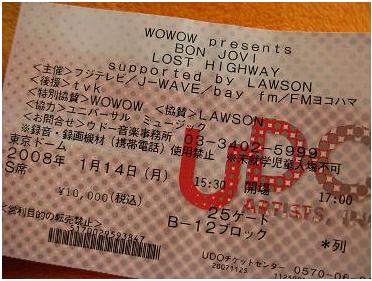 WOWOW presents
BON JOVI
LOST HIGHWAY
supported by LAWSON
<主催>フジテレビ/J-WAVE/bay fm/FMヨコハマ
<後援>tvk
<特別協賛>WOWOW <協賛>LAWSON
<協力>ユニバーサル ミュージック
<お問合せ>ウドー音楽事務所 03-3402-5999
※録音・録画機材(携帯電話)使用禁止 ※未就学児童入場不可
東京ドーム
2008年 1月14日(月) 15:30 開場 17:00
S席
¥10,000(税込) 25ゲート
B-12ブロック *列
<営利目的の転売禁止>
5170029593867
UDO
ARTISTS, INC
UDOチケットセンター 0570-06-
20071125